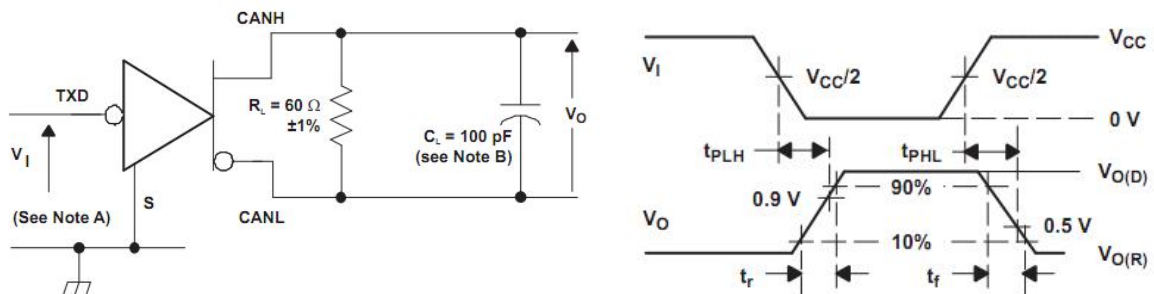 CANH
TXD
R_L = 60 Ω
±1%
C_L = 100 pF
(see Note B)
V_O
V_I
(See Note A)
S
CANL
V_CC
V_I
V_CC/2
V_CC/2
0 V
t_PLH
t_PHL
V_O(D)
90%
0.9 V
V_O
0.5 V
10%
V_O(R)
t_r
t_f